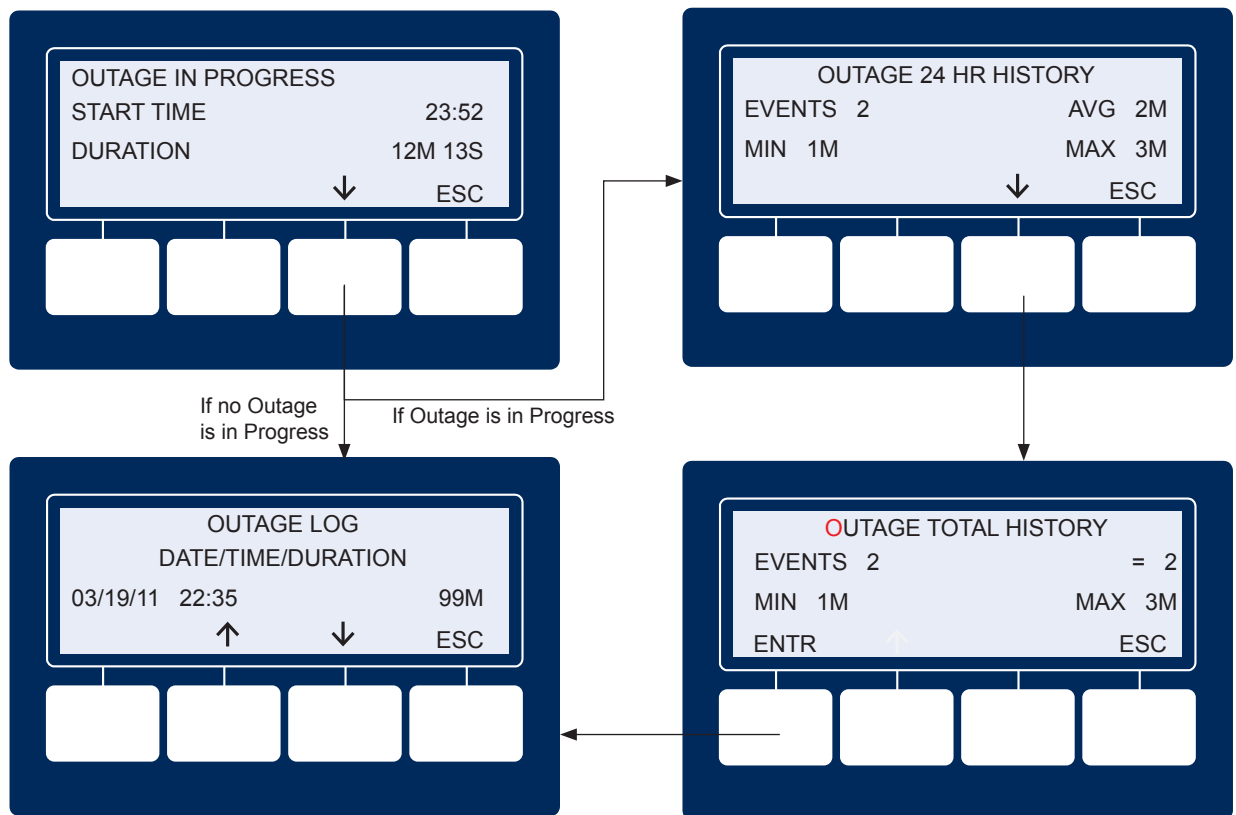 OUTAGE IN PROGRESS
START TIME 23:52
DURATION 12M 13S
↓ ESC
OUTAGE 24 HR HISTORY
EVENTS 2 AVG 2M
MIN 1M MAX 3M
↓ ESC
If no Outage
is in Progress
If Outage is in Progress
OUTAGE LOG
DATE/TIME/DURATION
03/19/11 22:35 99M
↑ ↓ ESC
OUTAGE TOTAL HISTORY
EVENTS 2 = 2
MIN 1M MAX 3M
ENTR ↑ ESC